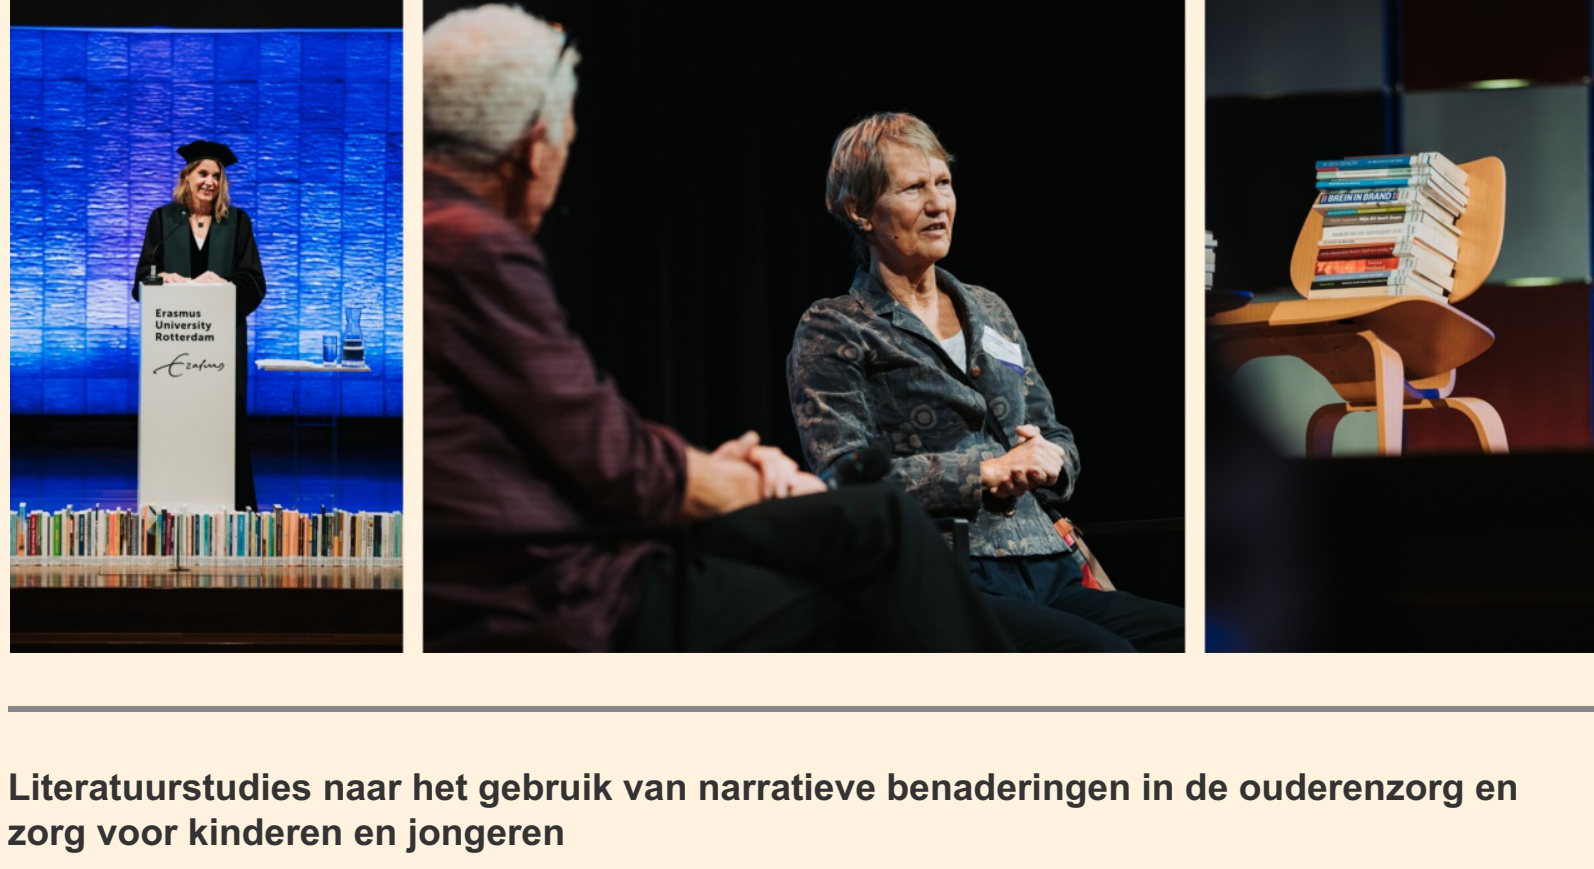 Erasmus
University
Rotterdam
Erasmus
BREIN IN BRAND
Literatuurstudies naar het gebruik van narratieve benaderingen in de ouderenzorg en
zorg voor kinderen en jongeren